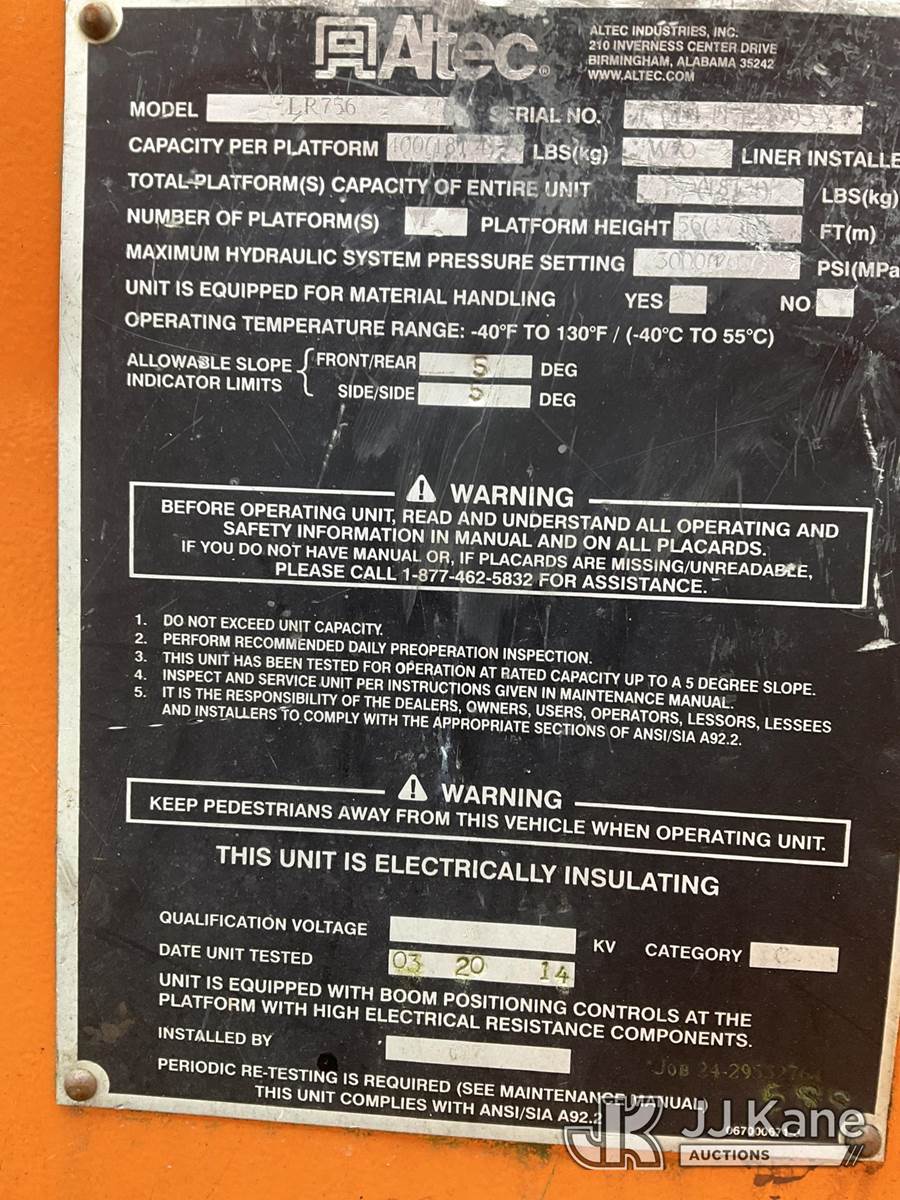 Altec
ALTEC INDUSTRIES, INC.
210 INVERNESS CENTER DRIVE
BIRMINGHAM, ALABAMA 35242
WWW.ALTEC.COM
MODEL LR756 SERIAL NO.
CAPACITY PER PLATFORM LBS(kg) LINER INSTALLE
TOTAL PLATFORM(S) CAPACITY OF ENTIRE UNIT LBS(kg)
NUMBER OF PLATFORM(S) PLATFORM HEIGHT FT(m)
MAXIMUM HYDRAULIC SYSTEM PRESSURE SETTING PSI(MPa
UNIT IS EQUIPPED FOR MATERIAL HANDLING YES NO
OPERATING TEMPERATURE RANGE: -40°F TO 130°F / (-40°C TO 55°C)
ALLOWABLE SLOPE INDICATOR LIMITS
FRONT/REAR 5 DEG
SIDE/SIDE 5 DEG
WARNING
BEFORE OPERATING UNIT, READ AND UNDERSTAND ALL OPERATING AND
SAFETY INFORMATION IN MANUAL AND ON ALL PLACARDS.
IF YOU DO NOT HAVE MANUAL OR, IF PLACARDS ARE MISSING/UNREADABLE,
PLEASE CALL 1-877-462-5832 FOR ASSISTANCE.
1. DO NOT EXCEED UNIT CAPACITY.
2. PERFORM RECOMMENDED DAILY PREOPERATION INSPECTION.
3. THIS UNIT HAS BEEN TESTED FOR OPERATION AT RATED CAPACITY UP TO A 5 DEGREE SLOPE.
4. INSPECT AND SERVICE UNIT PER INSTRUCTIONS GIVEN IN MAINTENANCE MANUAL.
5. IT IS THE RESPONSIBILITY OF THE DEALERS, OWNERS, USERS, OPERATORS, LESSORS, LESSEES
AND INSTALLERS TO COMPLY WITH THE APPROPRIATE SECTIONS OF ANSI/SIA A92.2.
WARNING
KEEP PEDESTRIANS AWAY FROM THIS VEHICLE WHEN OPERATING UNIT.
THIS UNIT IS ELECTRICALLY INSULATING
QUALIFICATION VOLTAGE KV CATEGORY C
DATE UNIT TESTED 03 20 14
UNIT IS EQUIPPED WITH BOOM POSITIONING CONTROLS AT THE
PLATFORM WITH HIGH ELECTRICAL RESISTANCE COMPONENTS.
INSTALLED BY
PERIODIC RE-TESTING IS REQUIRED (SEE MAINTENANCE MANUAL)
THIS UNIT COMPLIES WITH ANSI/SIA A92.2
JOB
JK JJ Kane
AUCTIONS